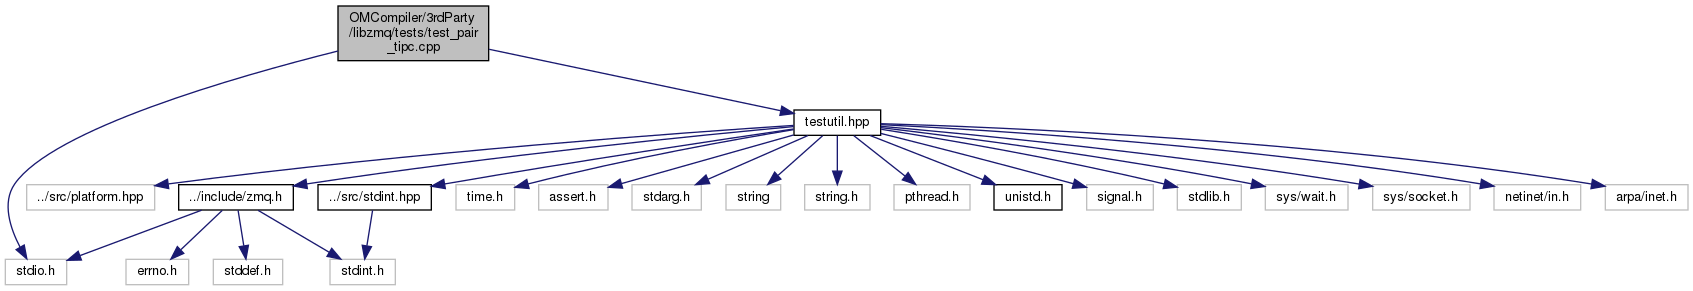 OMCompiler/3rdParty
/libzmq/tests/test_pair
_tipc.cpp
testutil.hpp
../src/platform.hpp
../include/zmq.h
../src/stdint.hpp
time.h
assert.h
stdarg.h
string
string.h
pthread.h
unistd.h
signal.h
stdlib.h
sys/wait.h
sys/socket.h
netinet/in.h
arpa/inet.h
stdio.h
errno.h
stddef.h
stdint.h